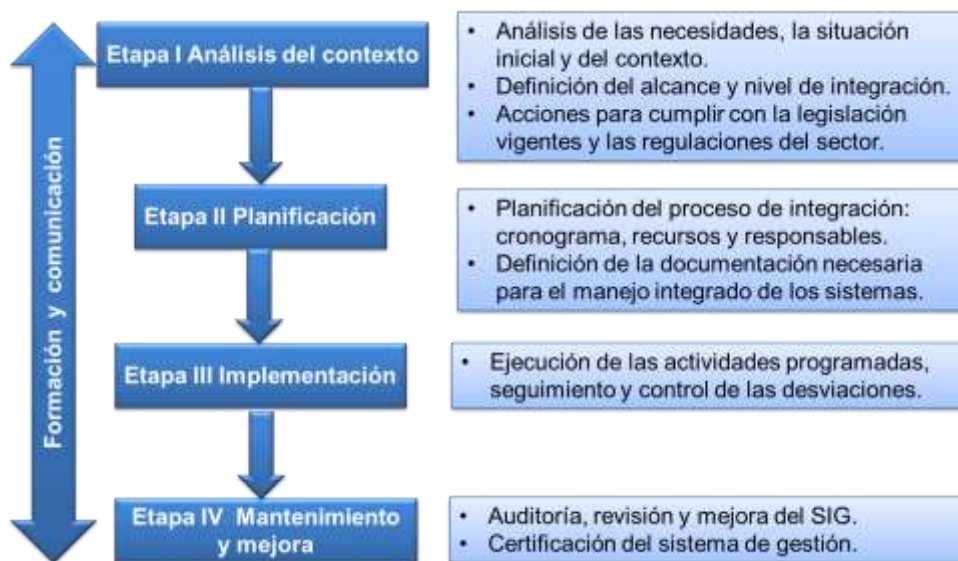 Formación y comunicación
Etapa I Análisis del contexto
• Análisis de las necesidades, la situación
inicial y del contexto.
• Definición del alcance y nivel de integración.
• Acciones para cumplir con la legislación
vigentes y las regulaciones del sector.
Etapa II Planificación
• Planificación del proceso de integración:
cronograma, recursos y responsables.
• Definición de la documentación necesaria
para el manejo integrado de los sistemas.
Etapa III Implementación
• Ejecución de las actividades programadas,
seguimiento y control de las desviaciones.
Etapa IV Mantenimiento
y mejora
• Auditoría, revisión y mejora del SIG.
• Certificación del sistema de gestión.